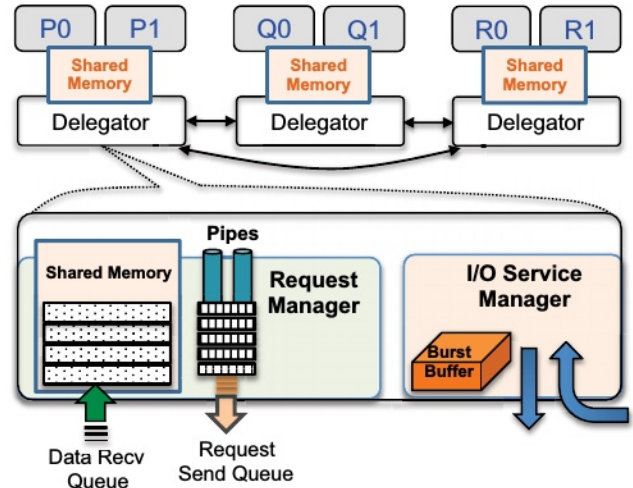 P0 P1 Q0 Q1 R0 R1
Shared Shared Shared
Memory Memory Memory
Delegator Delegator Delegator
Pipes
Shared Memory
Request
Manager
I/O Service
Manager
Burst
Buffer
Data Recv
Queue
Request
Send Queue